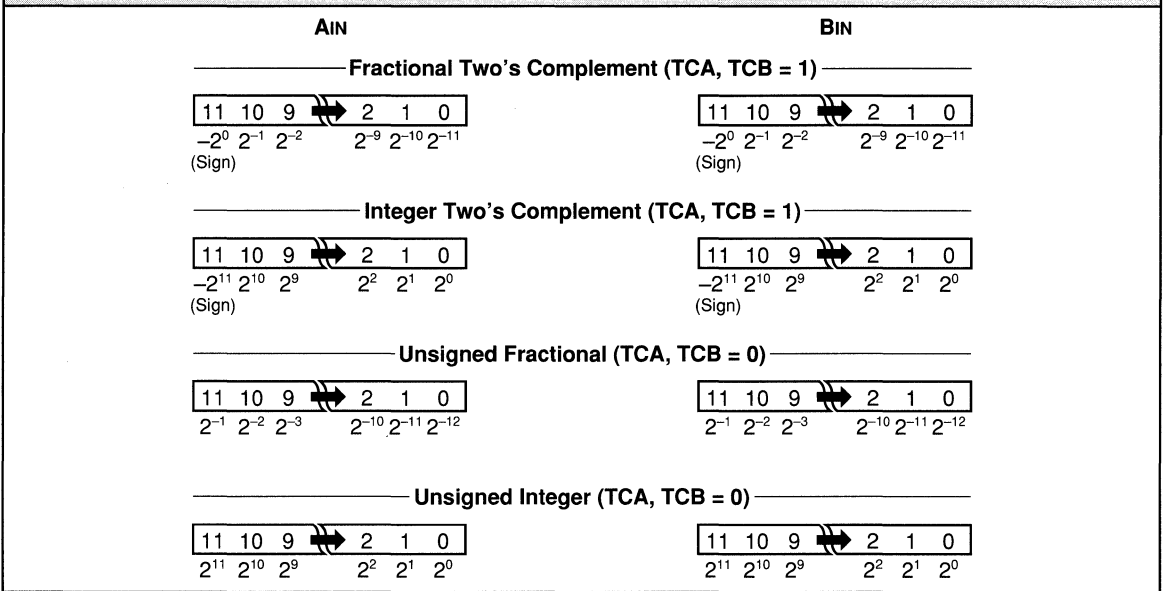 AIN BIN
Fractional Two's Complement (TCA, TCB = 1)
11 10 9 2 1 0 11 10 9 2 1 0
–2⁰ 2⁻¹ 2⁻² 2⁻⁹ 2⁻¹⁰ 2⁻¹¹ –2⁰ 2⁻¹ 2⁻² 2⁻⁹ 2⁻¹⁰ 2⁻¹¹
(Sign) (Sign)
Integer Two's Complement (TCA, TCB = 1)
11 10 9 2 1 0 11 10 9 2 1 0
–2¹¹ 2¹⁰ 2⁹ 2² 2¹ 2⁰ –2¹¹ 2¹⁰ 2⁹ 2² 2¹ 2⁰
(Sign) (Sign)
Unsigned Fractional (TCA, TCB = 0)
11 10 9 2 1 0 11 10 9 2 1 0
2⁻¹ 2⁻² 2⁻³ 2⁻¹⁰ 2⁻¹¹ 2⁻¹² 2⁻¹ 2⁻² 2⁻³ 2⁻¹⁰ 2⁻¹¹ 2⁻¹²
Unsigned Integer (TCA, TCB = 0)
11 10 9 2 1 0 11 10 9 2 1 0
2¹¹ 2¹⁰ 2⁹ 2² 2¹ 2⁰ 2¹¹ 2¹⁰ 2⁹ 2² 2¹ 2⁰